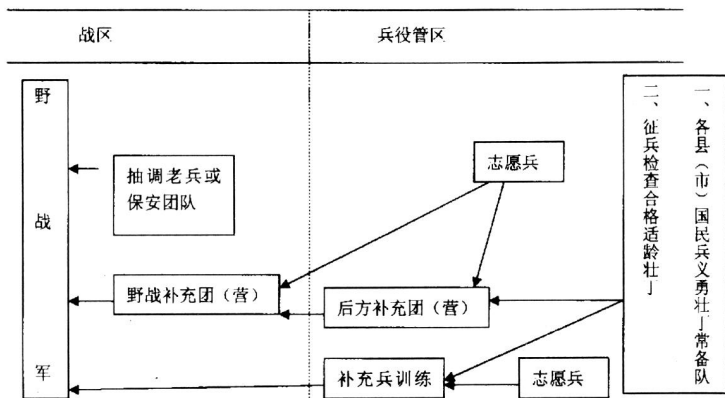 战区
兵役管区
野战军
抽调老兵或
保安团队
志愿兵
野战补充团（营）
后方补充团（营）
补充兵训练
志愿兵
一、各县（市）国民兵义勇壮丁常备队
二、征兵检查合格适龄壮丁